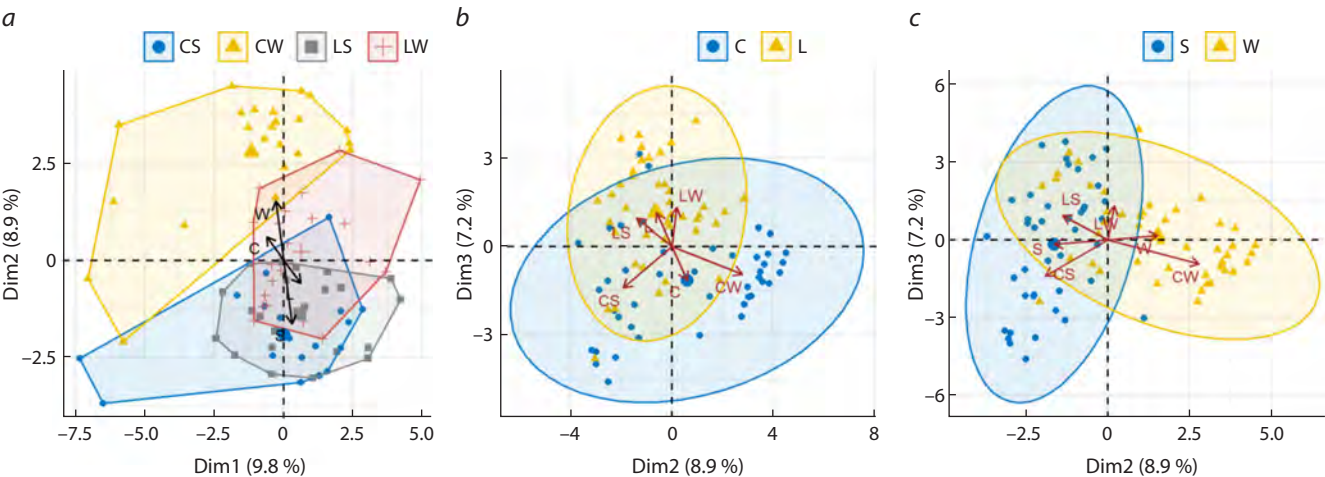 a
CS CW LS LW
Dim2 (8.9 %)
2.5
0
−2.5
W
C
L
S
−7.5 −5.0 −2.5 0 2.5 5.0
Dim1 (9.8 %)
b
C L
Dim3 (7.2 %)
3
0
−3
LW
LS
L
CS
C
CW
−4 0 4 8
Dim2 (8.9 %)
c
S W
Dim3 (7.2 %)
6
3
0
−3
−6
LS
LW
S
W
CS
CW
−2.5 0 2.5 5.0
Dim2 (8.9 %)